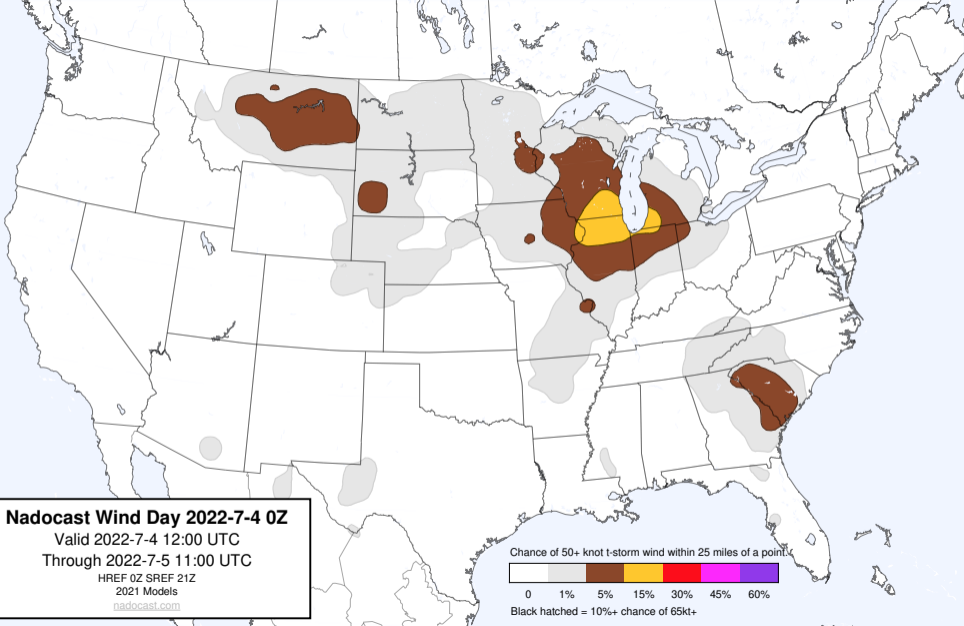 Nadocast Wind Day 2022-7-4 0Z
Valid 2022-7-4 12:00 UTC
Through 2022-7-5 11:00 UTC
HREF 0Z SREF 21Z
2021 Models
nadocast.com
Chance of 50+ knot t-storm wind within 25 miles of a point.
0 1% 5% 15% 30% 45% 60%
Black hatched = 10%+ chance of 65kt+